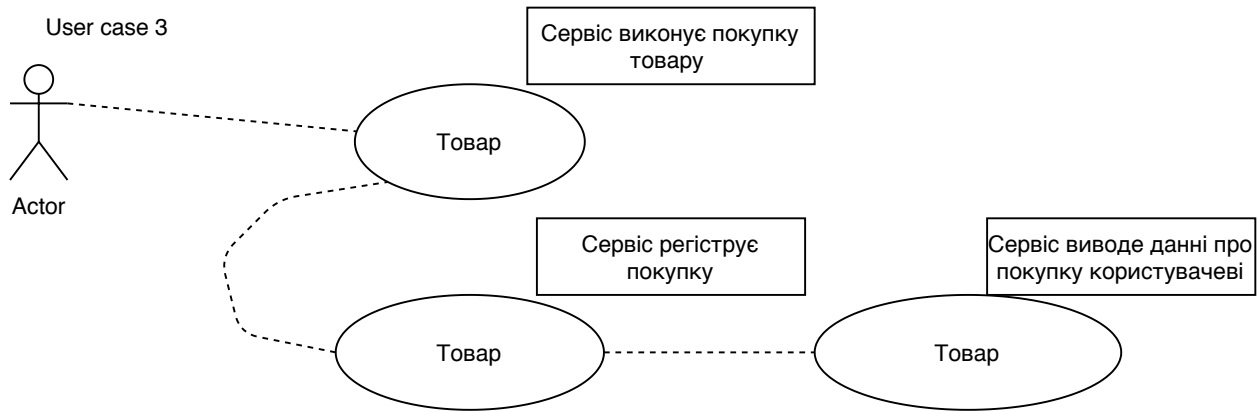 User case 3
Сервіс виконує покупку
товару
Товар
Actor
Сервіс регіструє
покупку
Сервіс виводе данні про
покупку користувачеві
Товар
Товар